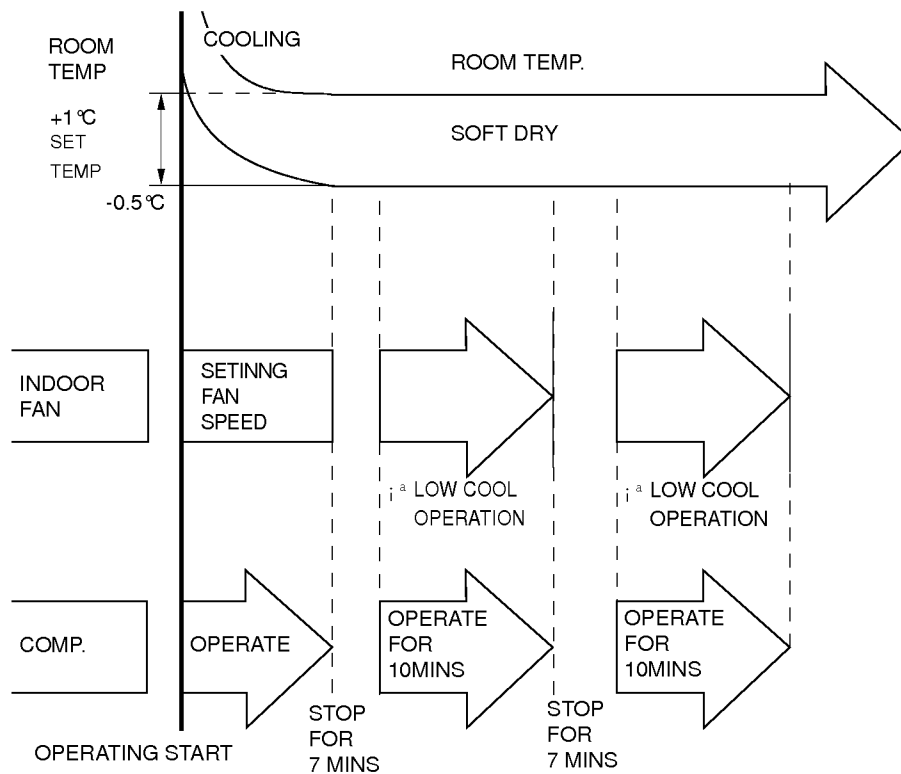 COOLING
ROOM
TEMP
ROOM TEMP.
+1°C
SET
TEMP
SOFT DRY
-0.5°C
INDOOR
FAN
SETINNG
FAN
SPEED
¡ª LOW COOL
OPERATION
¡ª LOW COOL
OPERATION
COMP.
OPERATE
OPERATE
FOR
10MINS
OPERATE
FOR
10MINS
STOP
FOR
7 MINS
STOP
FOR
7 MINS
OPERATING START